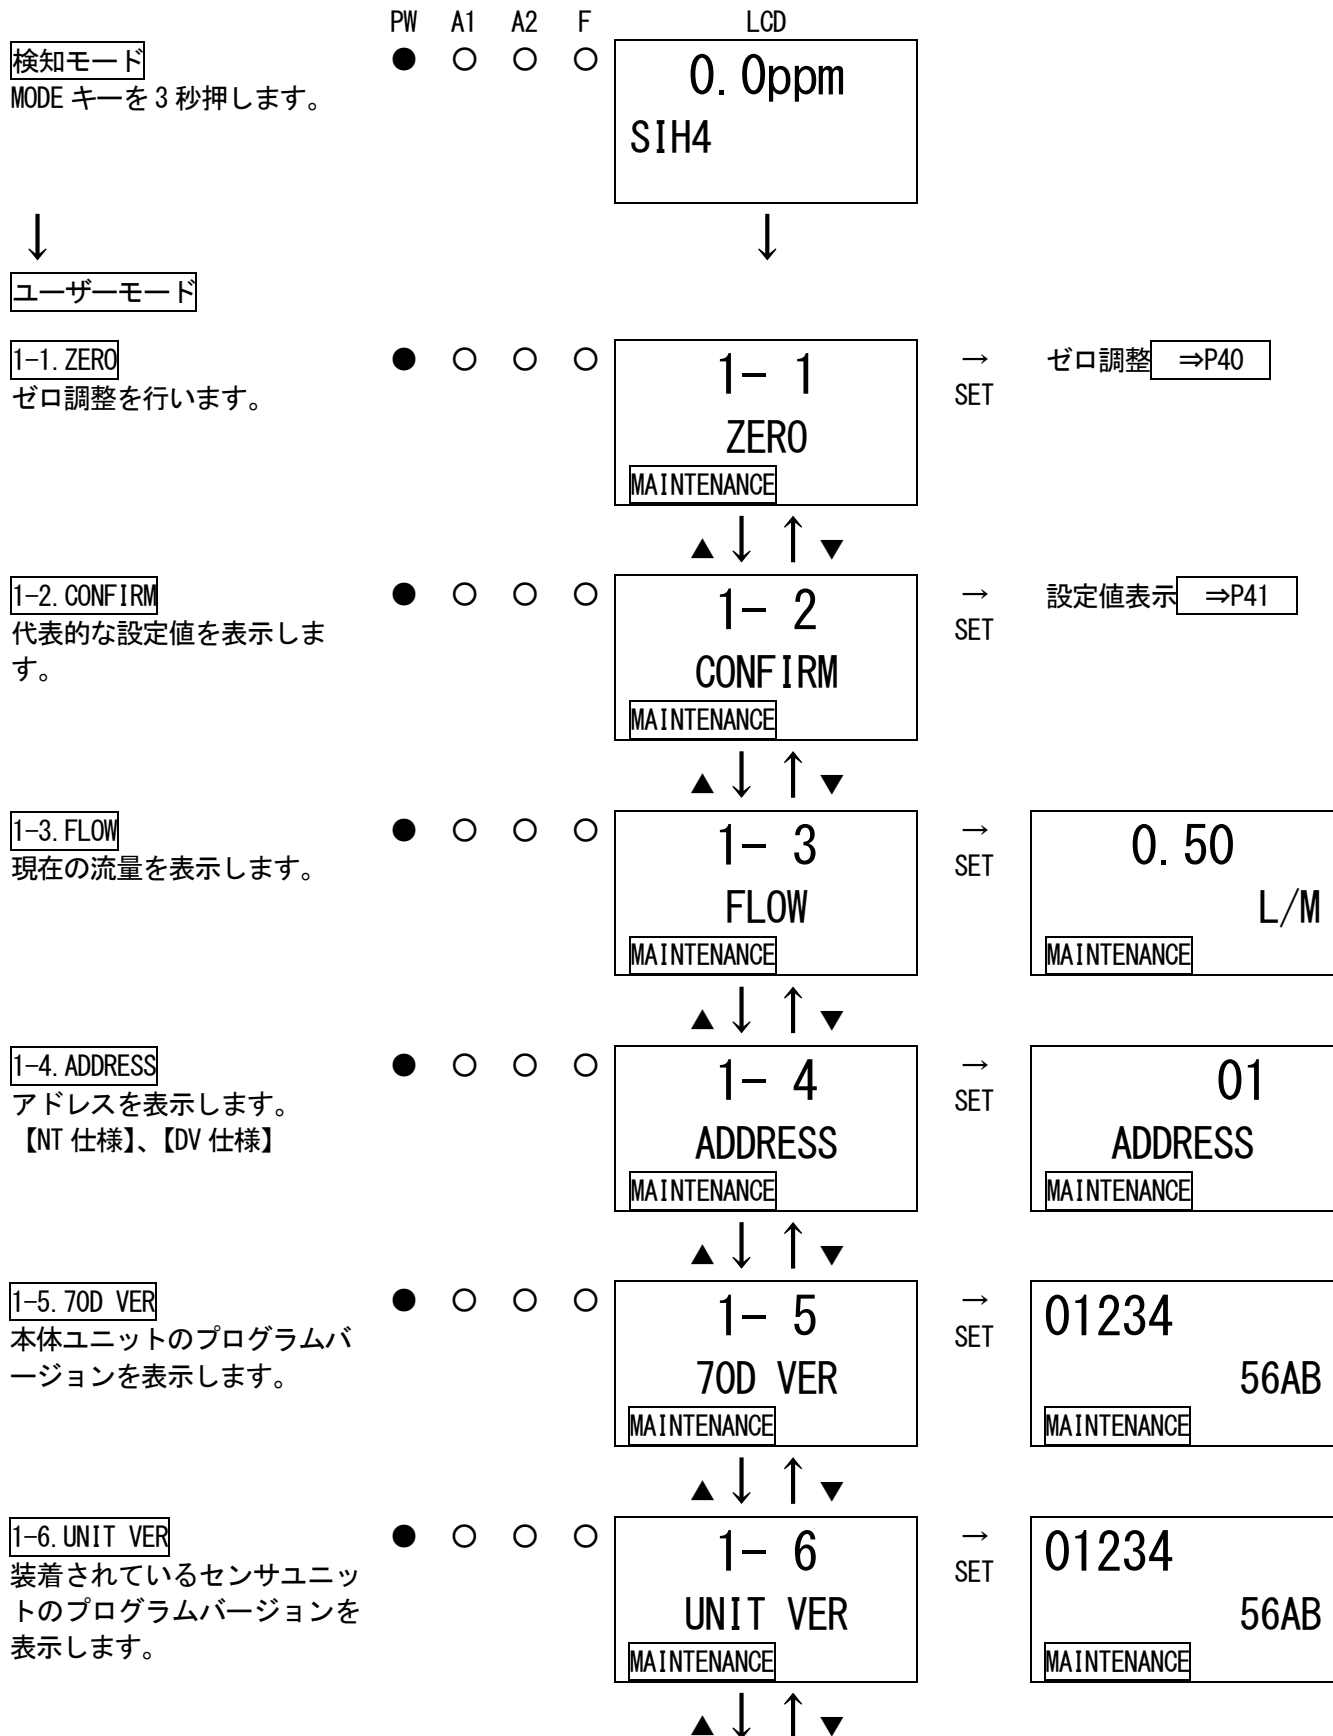 PW A1 A2 F LCD
検知モード ● ○ ○ ○ 0.0ppm
MODE キーを 3 秒押します。
SIH4
↓ ↓
ユーザーモード
1-1.ZERO ● ○ ○ ○ 1- 1 → ゼロ調整 ⇒P40
ゼロ調整を行います。 SET
ZERO
MAINTENANCE
▲ ↓ ↑ ▼
1-2.CONFIRM ● ○ ○ ○ 1- 2 → 設定値表示 ⇒P41
代表的な設定値を表示しま SET
す。 CONFIRM
MAINTENANCE
▲ ↓ ↑ ▼
1-3.FLOW ● ○ ○ ○ 1- 3 → 0.50
現在の流量を表示します。 SET
FLOW L/M
MAINTENANCE MAINTENANCE
▲ ↓ ↑ ▼
1-4.ADDRESS ● ○ ○ ○ 1- 4 → 01
アドレスを表示します。 SET
【NT 仕様】、【DV 仕様】 ADDRESS ADDRESS
MAINTENANCE MAINTENANCE
▲ ↓ ↑ ▼
1-5.70D VER ● ○ ○ ○ 1- 5 → 01234
本体ユニットのプログラムバ SET
ージョンを表示します。 70D VER 56AB
MAINTENANCE MAINTENANCE
▲ ↓ ↑ ▼
1-6.UNIT VER ● ○ ○ ○ 1- 6 → 01234
装着されているセンサユニッ SET
トのプログラムバージョンを UNIT VER 56AB
表示します。
MAINTENANCE MAINTENANCE
▲ ↓ ↑ ▼